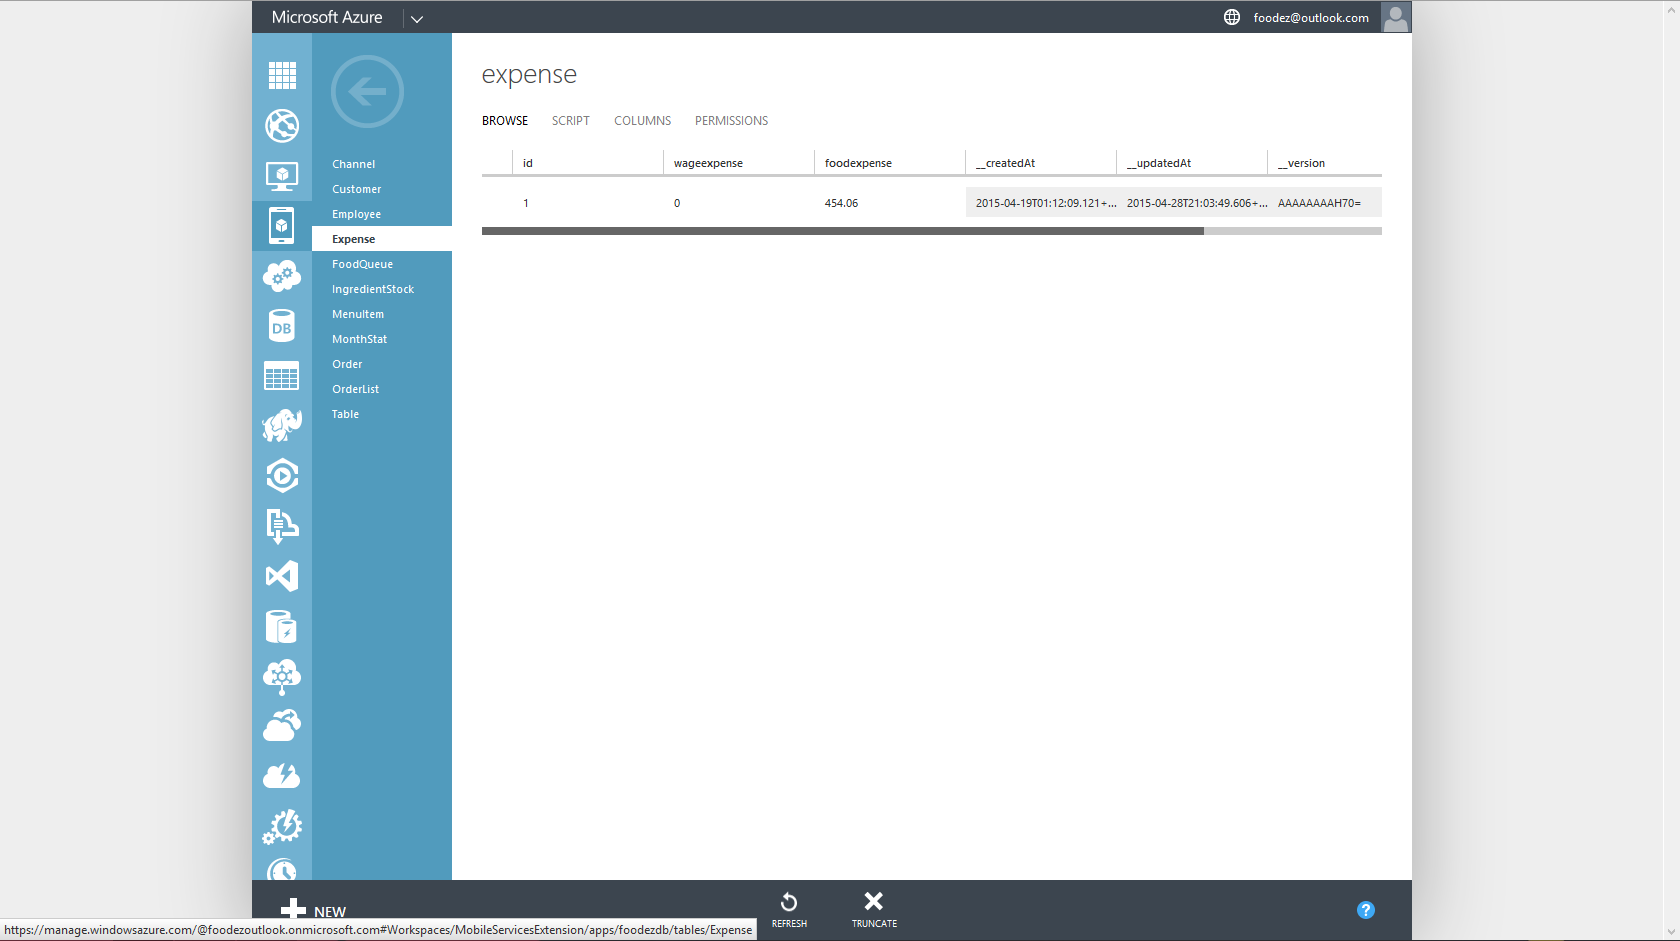 Microsoft Azure
foodez@outlook.com
Channel
Customer
Employee
Expense
FoodQueue
IngredientStock
MenuItem
MonthStat
Order
OrderList
Table
expense
BROWSE SCRIPT COLUMNS PERMISSIONS
id wageexpense foodexpense __createdAt __updatedAt __version
1 0 454.06 2015-04-19T01:12:09.121+... 2015-04-28T21:03:49.606+... AAAAAAAAH70=
DB
NEW
REFRESH
TRUNCATE
?
https://manage.windowsazure.com/@foodezoutlook.onmicrosoft.com#Workspaces/MobileServicesExtension/apps/foodezdb/tables/Expense